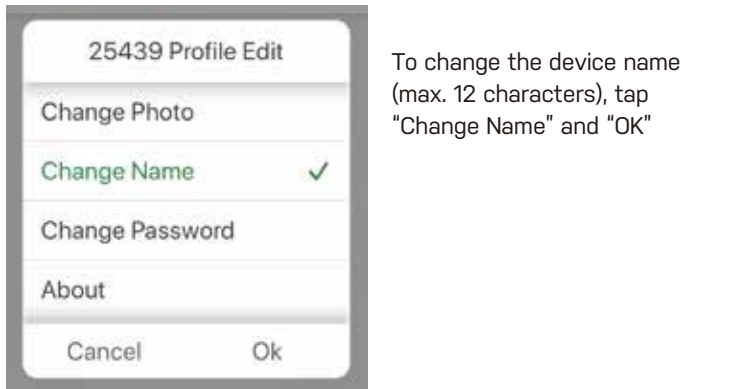 25439 Profile Edit
Change Photo
Change Name
Change Password
About
Cancel Ok
To change the device name
(max. 12 characters), tap
“Change Name” and “OK”